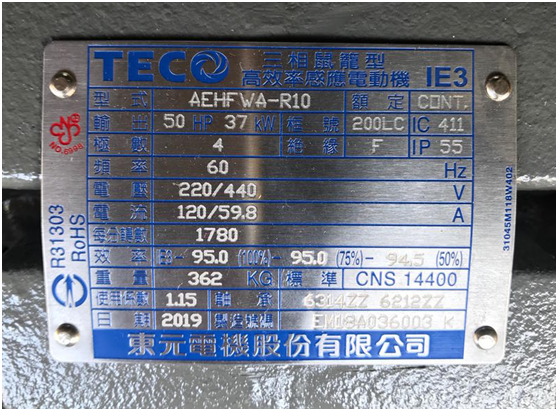 TECO 三相鼠籠型
高效率感應電動機 IE3
型式 AEHFWA-R10 額定 CONT.
輸出 50 HP 37 kW 框號 200LC IC 411
極數 4 絕緣 F IP 55
頻率 60 Hz
電壓 220/440 V
電流 120/59.8 A
每分轉數 1780
效率 95.0 (100%)- 95.0 (75%)- 94.5 (50%)
重量 362 KG 標準 CNS 14400
使用係數 1.15 軸承 6314ZZ 6212ZZ
日期 2019 製造編號
東元電機股份有限公司
R31303
RoHS
31045M118W402